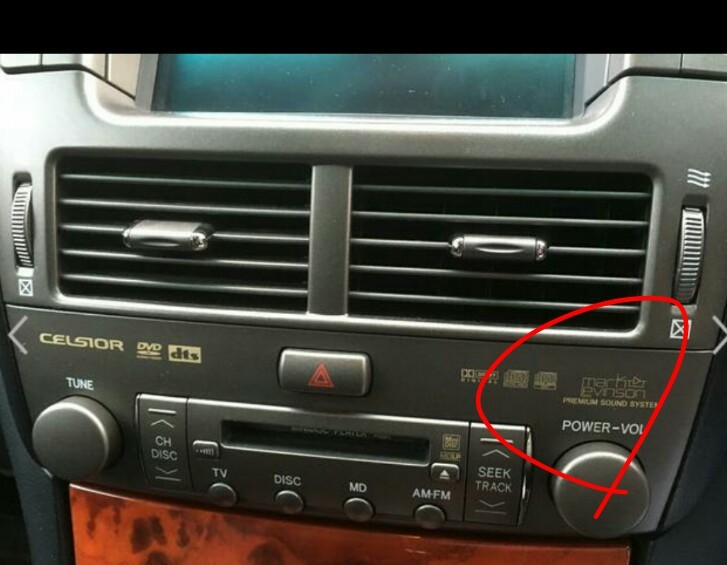 CELSIOR
DVD
dts
DIGITAL
mark levinson
PREMIUM SOUND SYSTEM
TUNE
POWER-VOL
CH
DISC
SEEK
TRACK
TV
DISC
MD
AM·FM